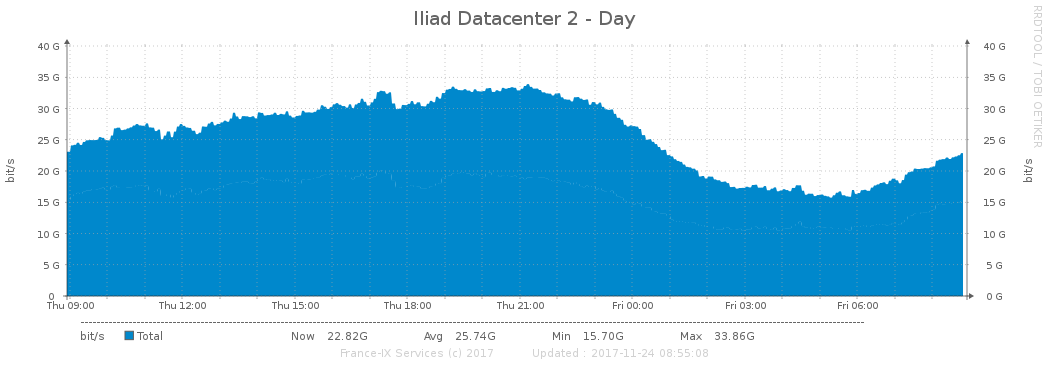 Iliad Datacenter 2 - Day
RRDTOOL / TOBI OETIKER
40 G 40 G
35 G 35 G
30 G 30 G
25 G 25 G
20 G 20 G
15 G 15 G
10 G 10 G
5 G 5 G
0 0 G
bit/s bit/s
Thu 09:00 Thu 12:00 Thu 15:00 Thu 18:00 Thu 21:00 Fri 00:00 Fri 03:00 Fri 06:00
bit/s Total Now 22.82G Avg 25.74G Min 15.70G Max 33.86G
France-IX Services (c) 2017 Updated : 2017-11-24 08:55:08